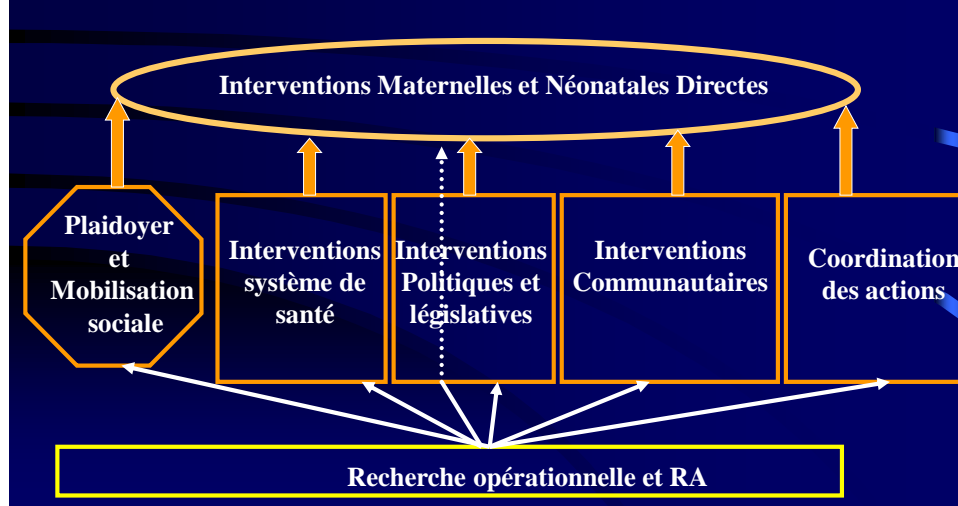 Interventions Maternelles et Néonatales Directes
Plaidoyer
et
Mobilisation
sociale
Interventions
système de
santé
Interventions
Politiques et
législatives
Interventions
Communautaires
Coordination
des actions
Recherche opérationnelle et RA